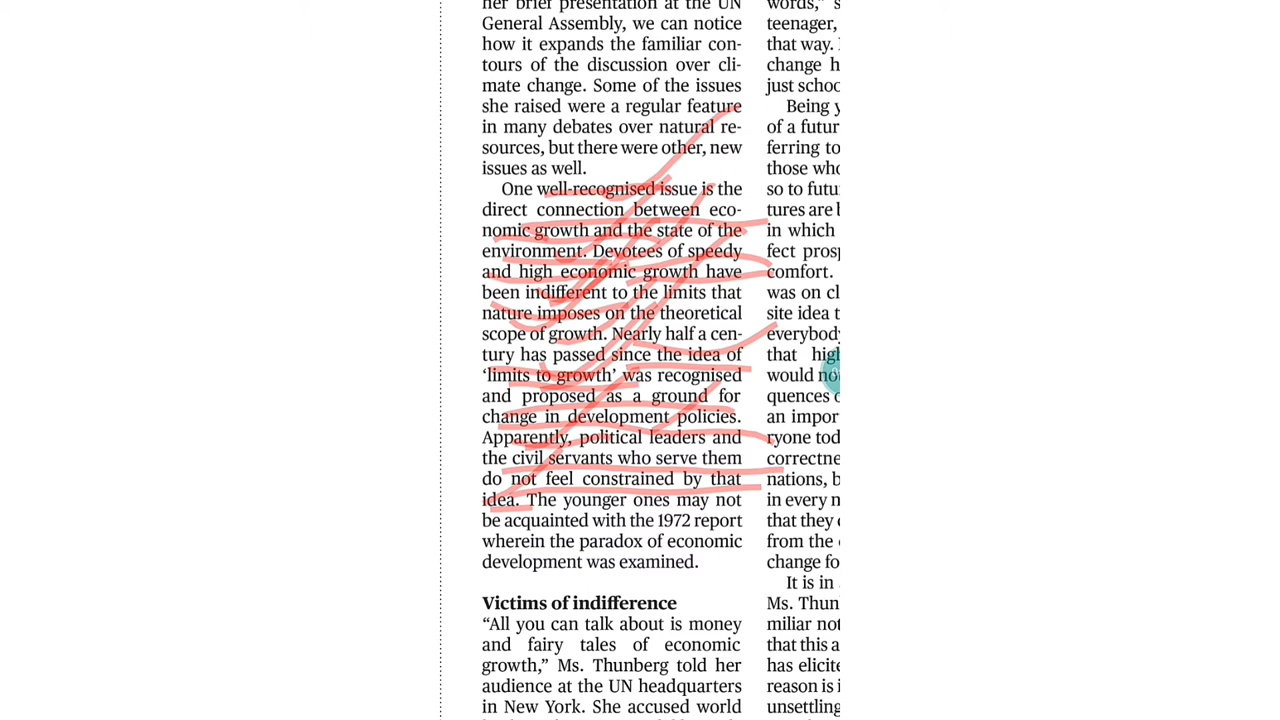 her brief presentation at the UN
General Assembly, we can notice
how it expands the familiar con-
tours of the discussion over cli-
mate change. Some of the issues
she raised were a regular feature
in many debates over natural re-
sources, but there were other, new
issues as well.
One well-recognised issue is the
direct connection between eco-
nomic growth and the state of the
environment. Devotees of speedy
and high economic growth have
been indifferent to the limits that
nature imposes on the theoretical
scope of growth. Nearly half a cen-
tury has passed since the idea of
‘limits to growth’ was recognised
and proposed as a ground for
change in development policies.
Apparently, political leaders and
the civil servants who serve them
do not feel constrained by that
idea. The younger ones may not
be acquainted with the 1972 report
wherein the paradox of economic
development was examined.
Victims of indifference
“All you can talk about is money
and fairy tales of economic
growth,” Ms. Thunberg told her
audience at the UN headquarters
in New York. She accused world
words,” s
teenager,
that way.
change h
just schoo
Being y
of a futur
ferring to
those who
so to futu
tures are
in which
fect prosp
comfort.
was on cl
site idea t
everybody
that high
would no
quences o
an impor
ryone tod
correctne
nations, b
in every n
that they
from the
change fo
It is in
Ms. Thun
miliar not
that this a
has elicite
reason is i
unsettling